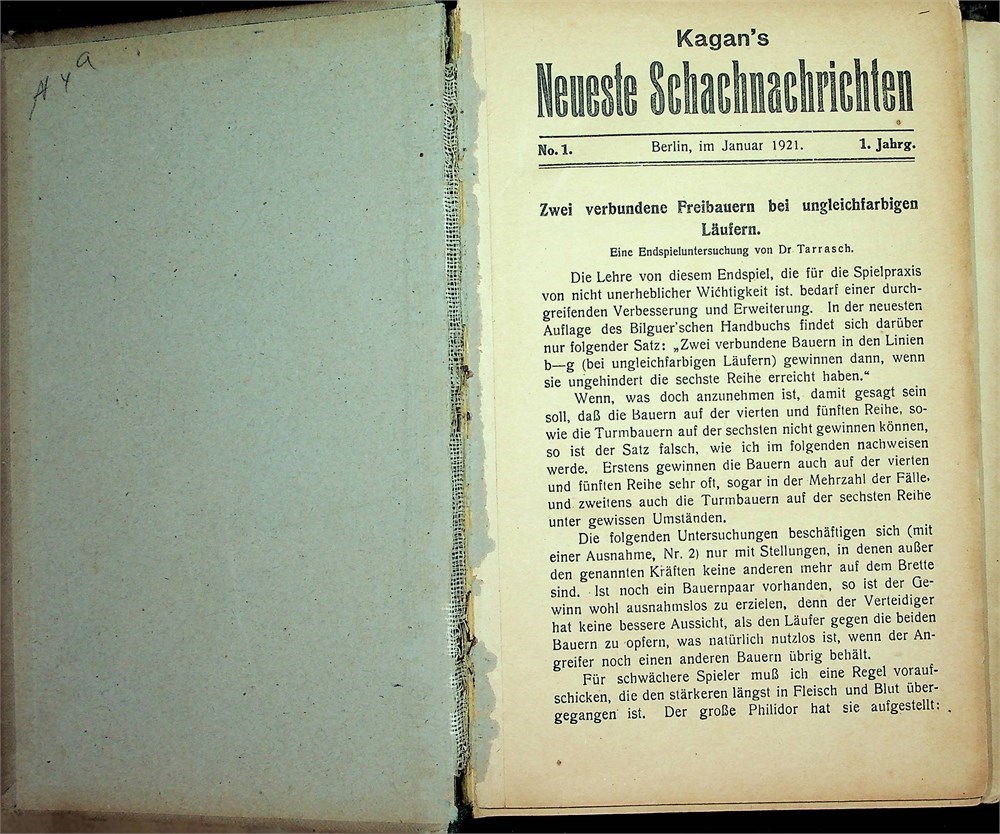 Kagan's
Neueste Schachnachrichten
No. 1. Berlin, im Januar 1921. 1. Jahrg.
Zwei verbundene Freibauern bei ungleichfarbigen
Läufern.
Eine Endspieluntersuchung von Dr Tarrasch.
Die Lehre von diesem Endspiel, die für die Spielpraxis
von nicht unerheblicher Wichtigkeit ist. bedarf einer durch-
greifenden Verbesserung und Erweiterung. In der neuesten
Auflage des Bilguer'schen Handbuchs findet sich darüber
nur folgender Satz: „Zwei verbundene Bauern in den Linien
b—g (bei ungleichfarbigen Läufern) gewinnen dann, wenn
sie ungehindert die sechste Reihe erreicht haben.“
Wenn, was doch anzunehmen ist, damit gesagt sein
soll, daß die Bauern auf der vierten und fünften Reihe, so-
wie die Turmbauern auf der sechsten nicht gewinnen können,
so ist der Satz falsch, wie ich im folgenden nachweisen
werde. Erstens gewinnen die Bauern auch auf der vierten
und fünften Reihe sehr oft, sogar in der Mehrzahl der Fälle.
und zweitens auch die Turmbauern auf der sechsten Reihe
unter gewissen Umständen.
Die folgenden Untersuchungen beschäftigen sich (mit
einer Ausnahme, Nr. 2) nur mit Stellungen, in denen außer
den genannten Kräften keine anderen mehr auf dem Brette
sind. Ist noch ein Bauernpaar vorhanden, so ist der Ge-
winn wohl ausnahmslos zu erzielen, denn der Verteidiger
hat keine bessere Aussicht, als den Läufer gegen die beiden
Bauern zu opfern, was natürlich nutzlos ist, wenn der An-
greifer noch einen anderen Bauern übrig behält.
Für schwächere Spieler muß ich eine Regel vorauf-
schicken, die den stärkeren längst in Fleisch und Blut über-
gegangen ist. Der große Philidor hat sie aufgestellt: